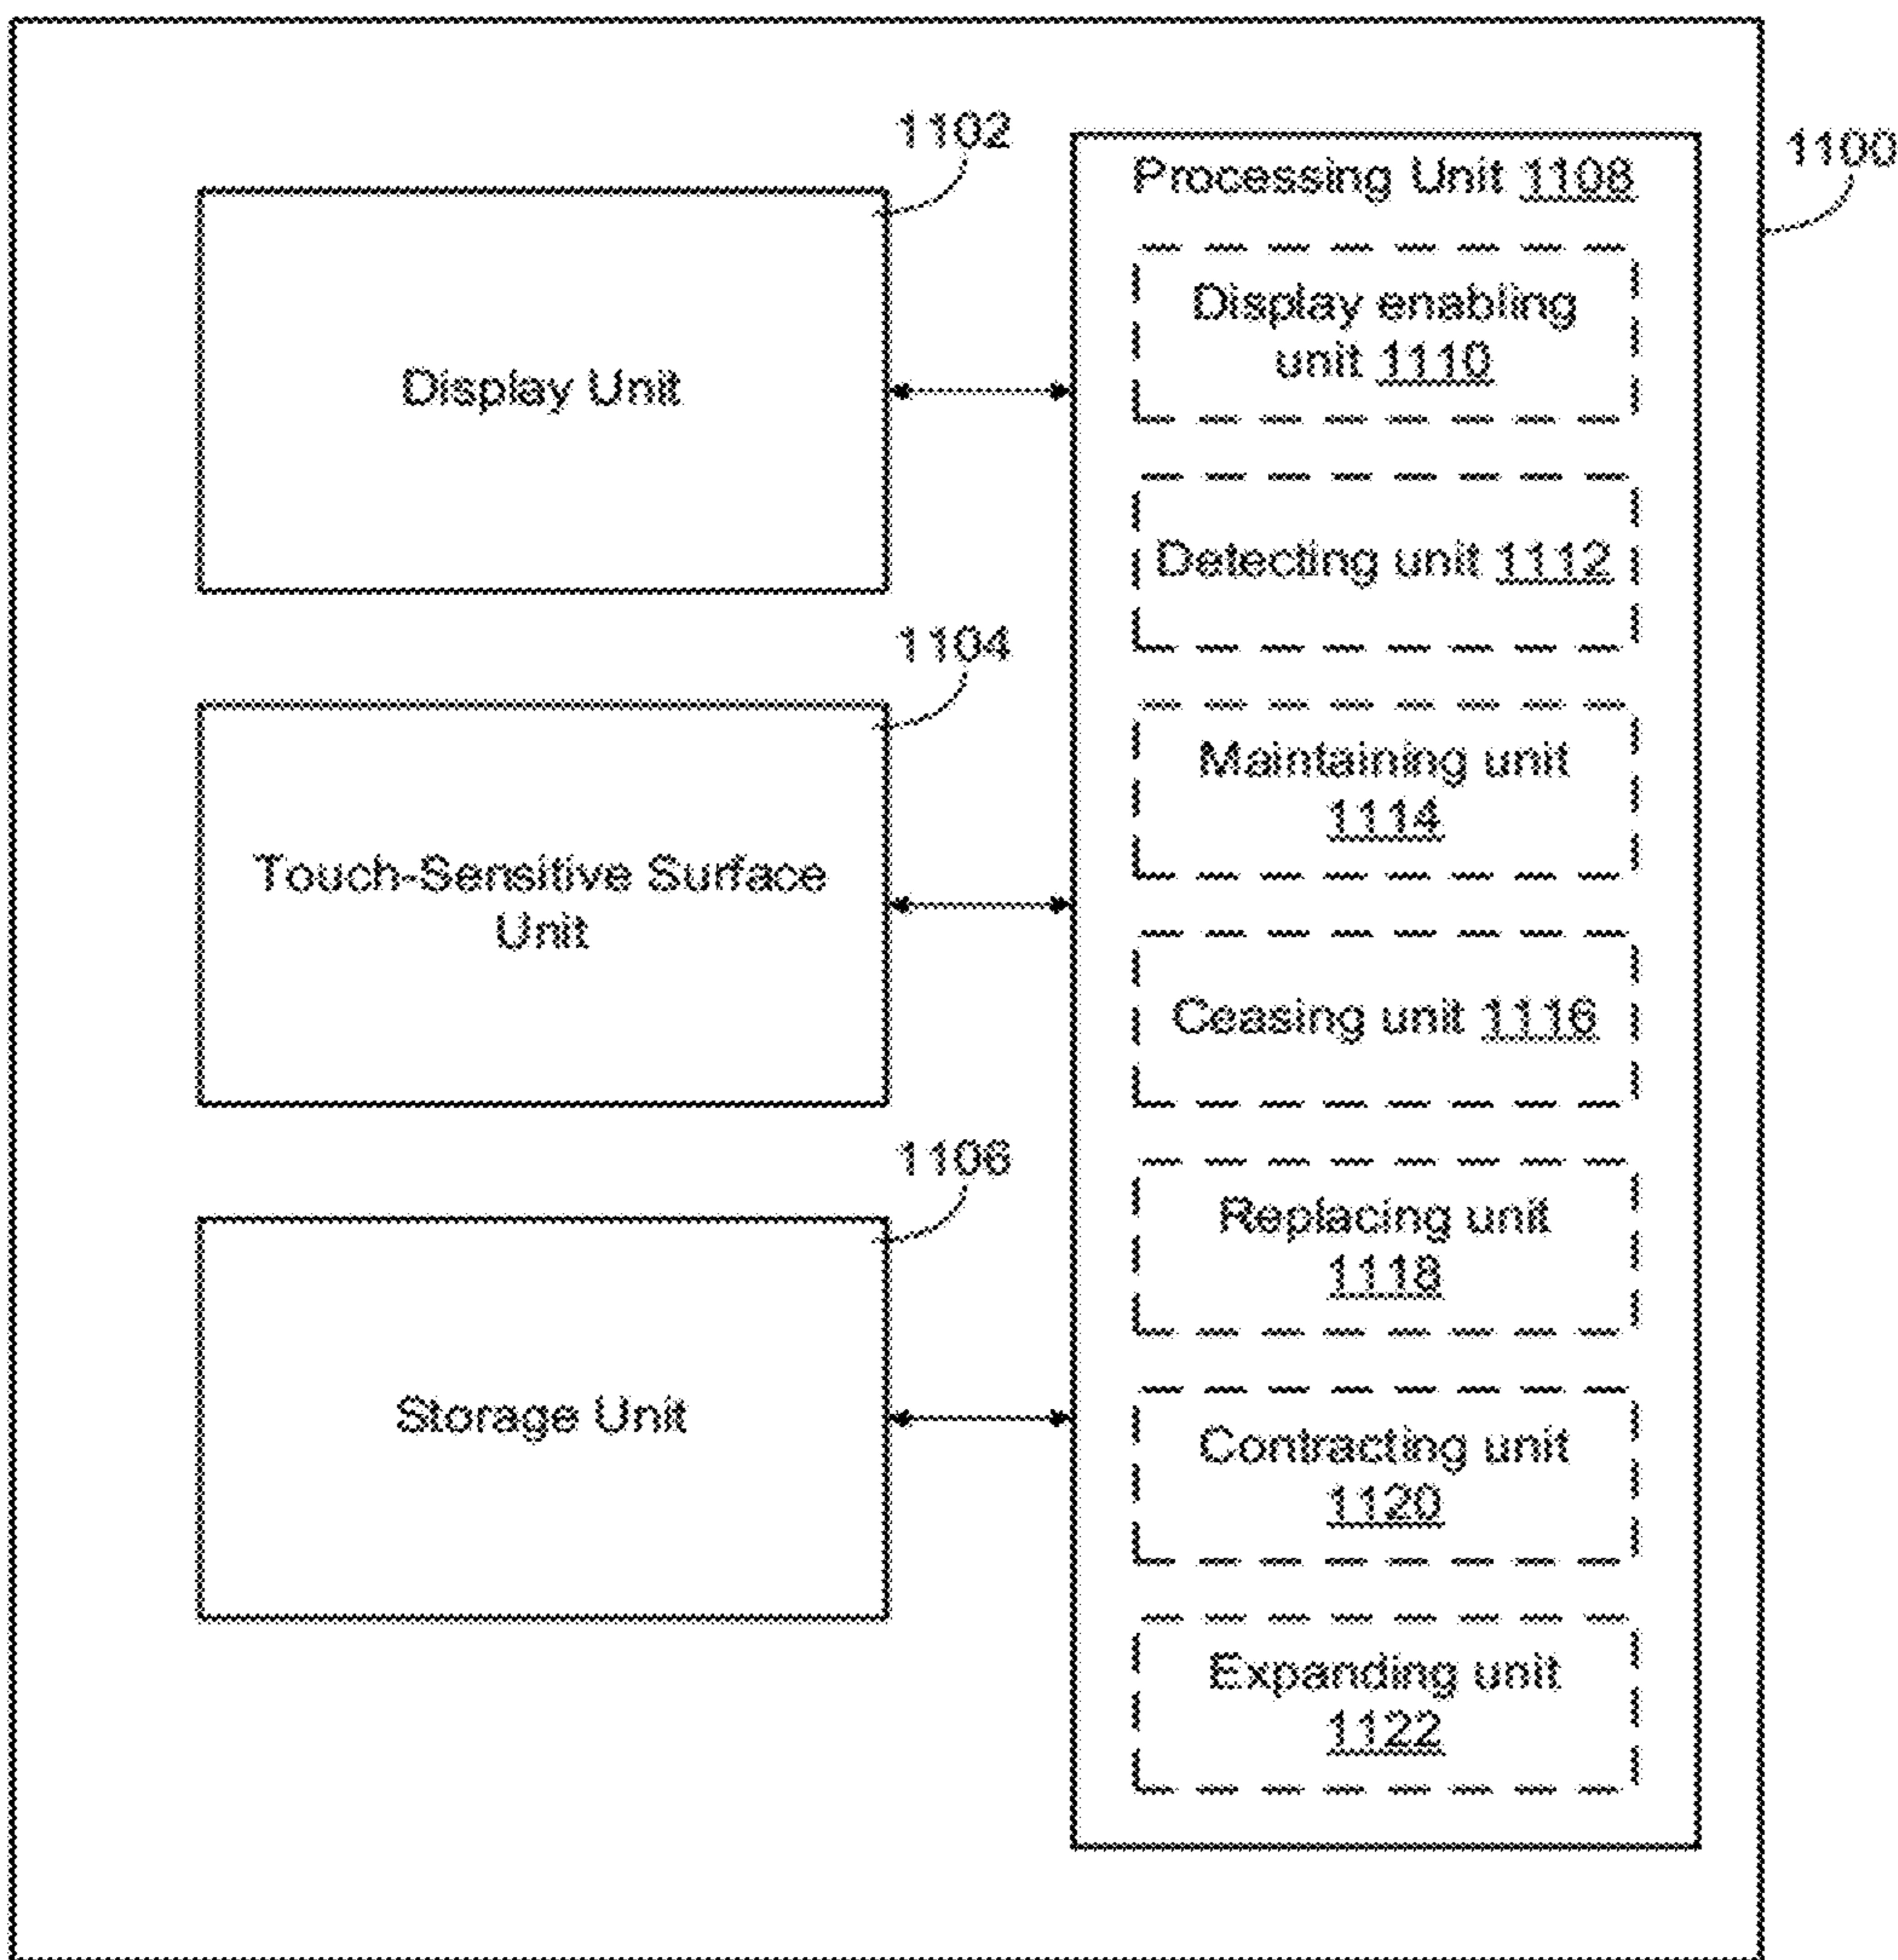 1102
1100
Processing Unit 1108
Display enabling
unit 1110
Display Unit
Detecting unit 1112
1104
Maintaining unit
1114
Touch-Sensitive Surface
Unit
Ceasing unit 1116
1106
Replacing unit
1118
Storage Unit
Contracting unit
1120
Expanding unit
1122